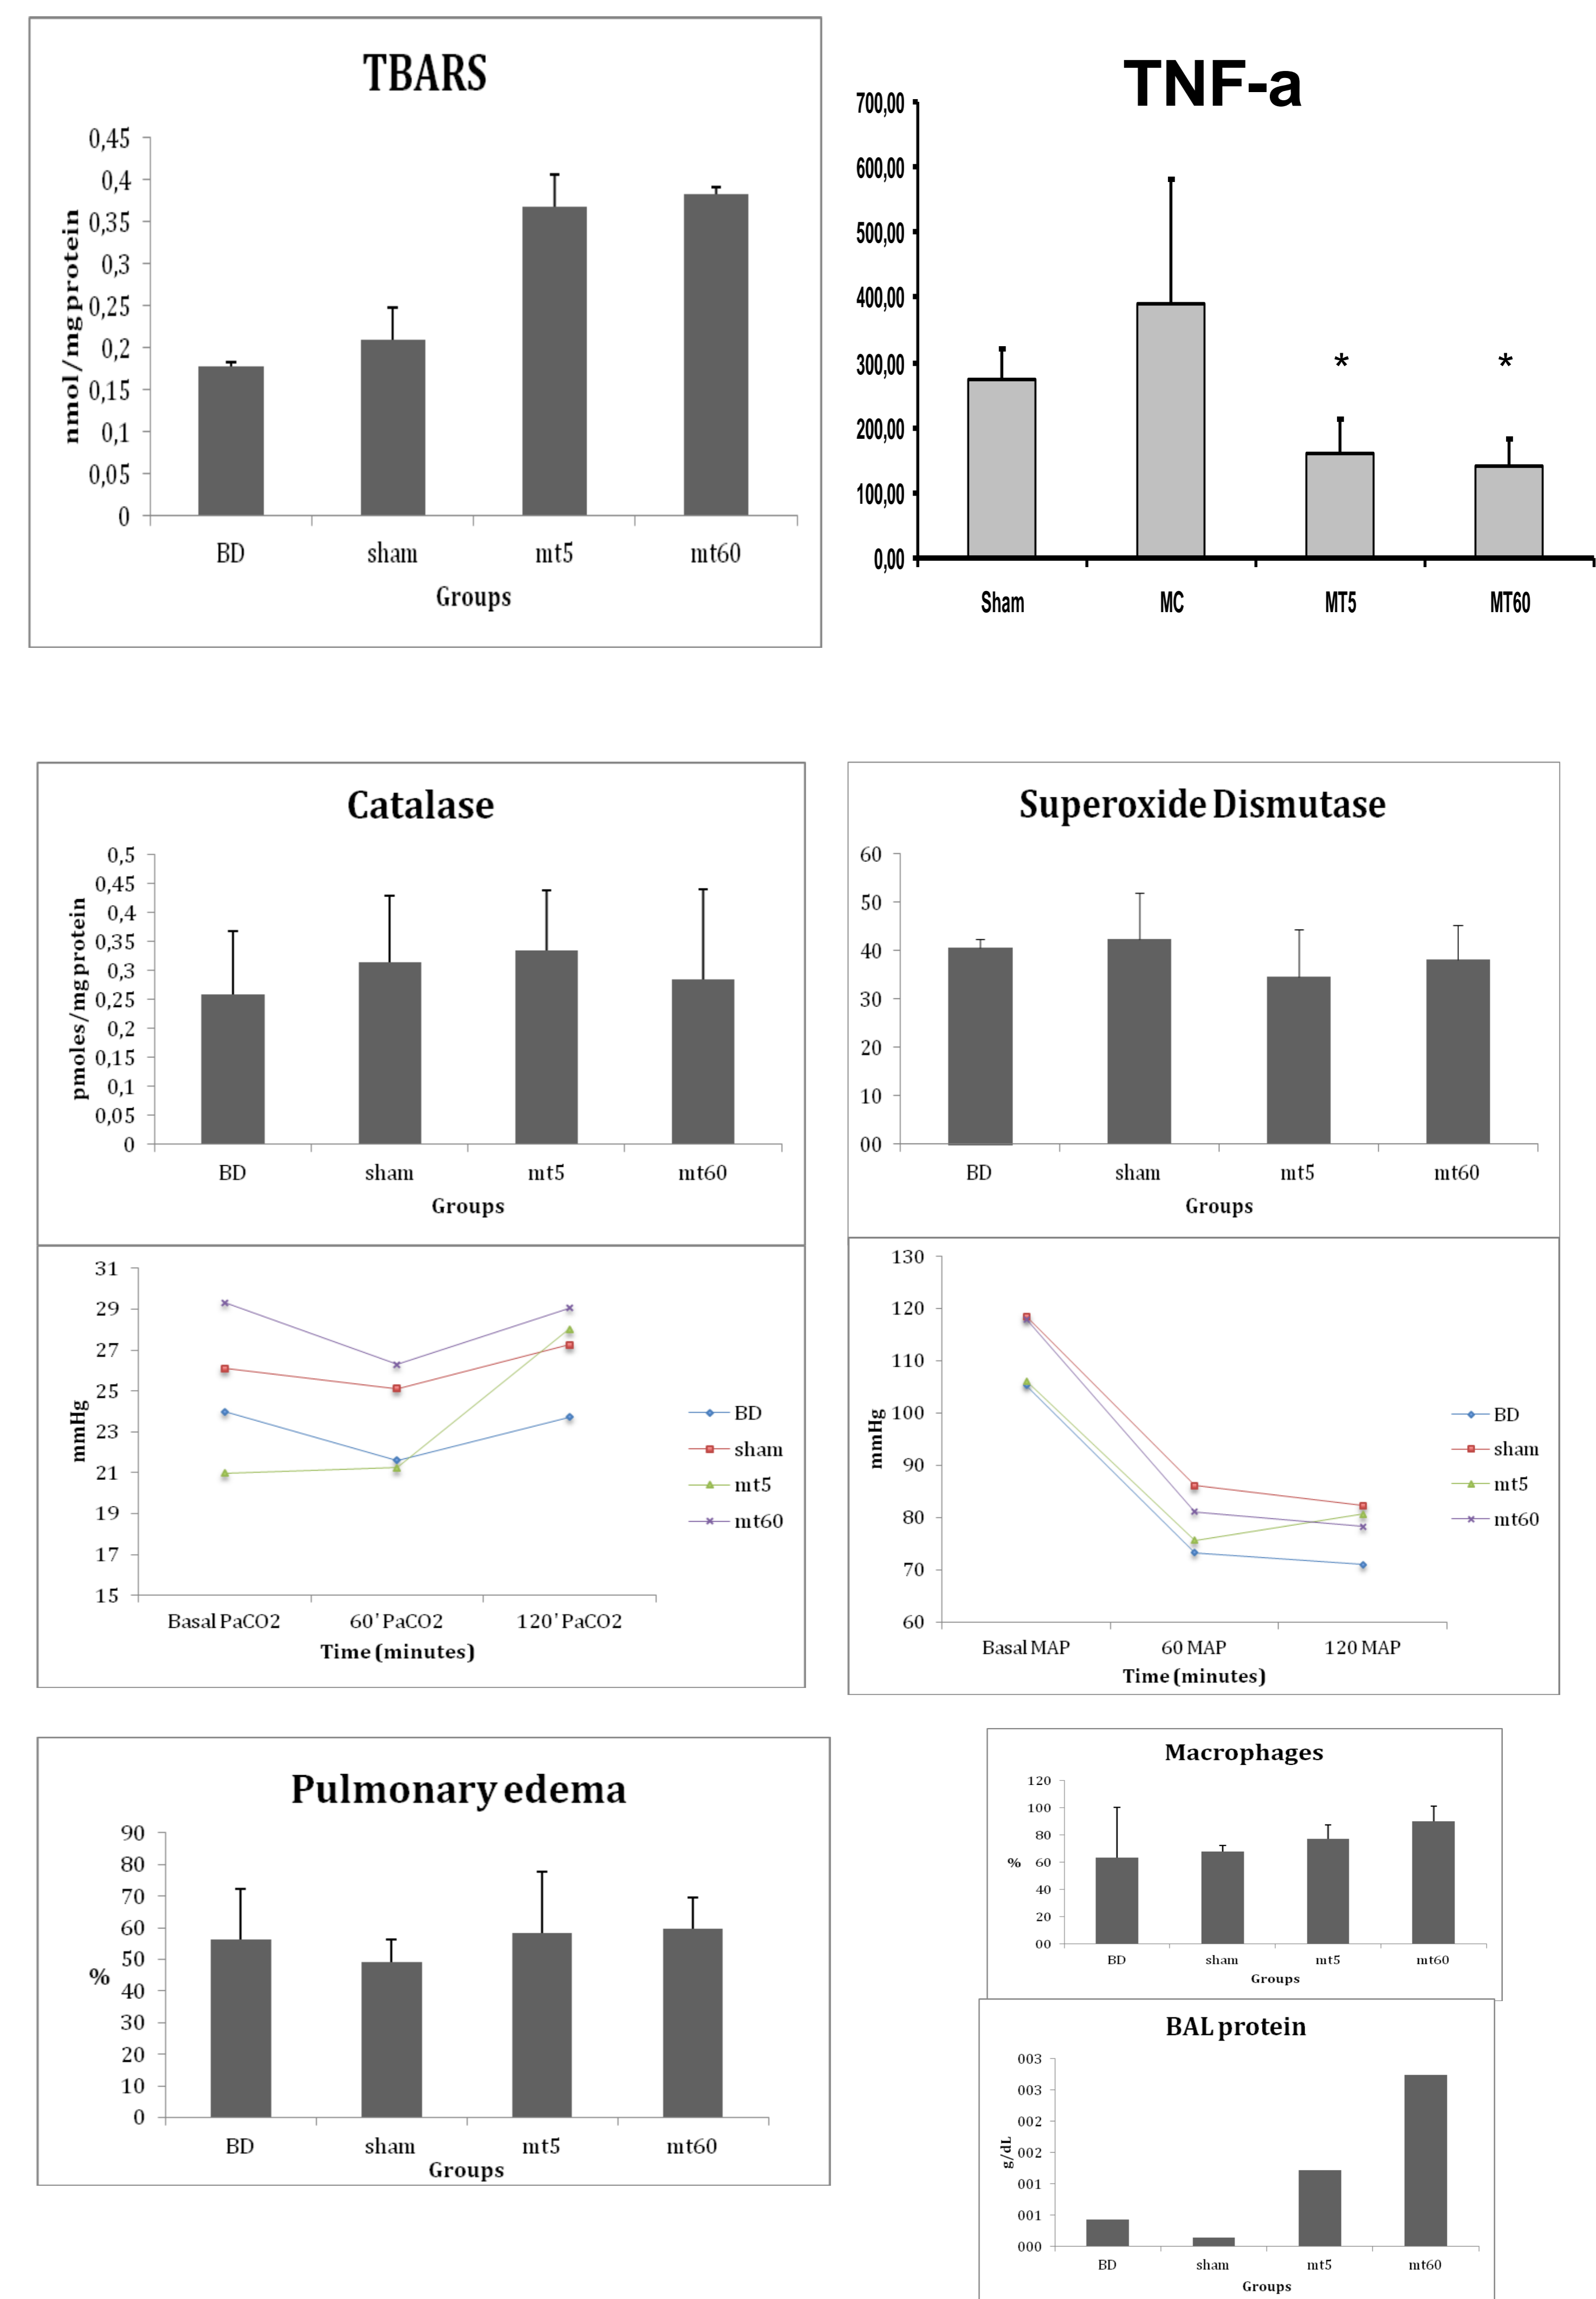 TBARS
0,45
0,4
0,35
0,3
0,25
0,2
0,15
0,1
0,05
0
nmol/mg protein
BD sham mt5 mt60
Groups
TNF-a
700,00
600,00
500,00
400,00
300,00
200,00
100,00
0,00
* *
Sham MC MT5 MT60
Catalase
0,5
0,45
0,4
0,35
0,3
0,25
0,2
0,15
0,1
0,05
0
pmoles/mg protein
BD sham mt5 mt60
Groups
Superoxide Dismutase
60
50
40
30
20
10
00
BD sham mt5 mt60
Groups
31
29
27
25
23
21
19
17
15
mmHg
Basal PaCO2 60' PaCO2 120' PaCO2
Time (minutes)
BD
sham
mt5
mt60
130
120
110
100
90
80
70
60
mmHg
Basal MAP 60 MAP 120 MAP
Time (minutes)
BD
sham
mt5
mt60
Pulmonary edema
90
80
70
60
50
40
30
20
10
0
%
BD sham mt5 mt60
Groups
Macrophages
120
100
80
60
40
20
00
%
BD sham mt5 mt60
Groups
BAL protein
003
003
002
002
001
001
000
g/dL
BD sham mt5 mt60
Groups